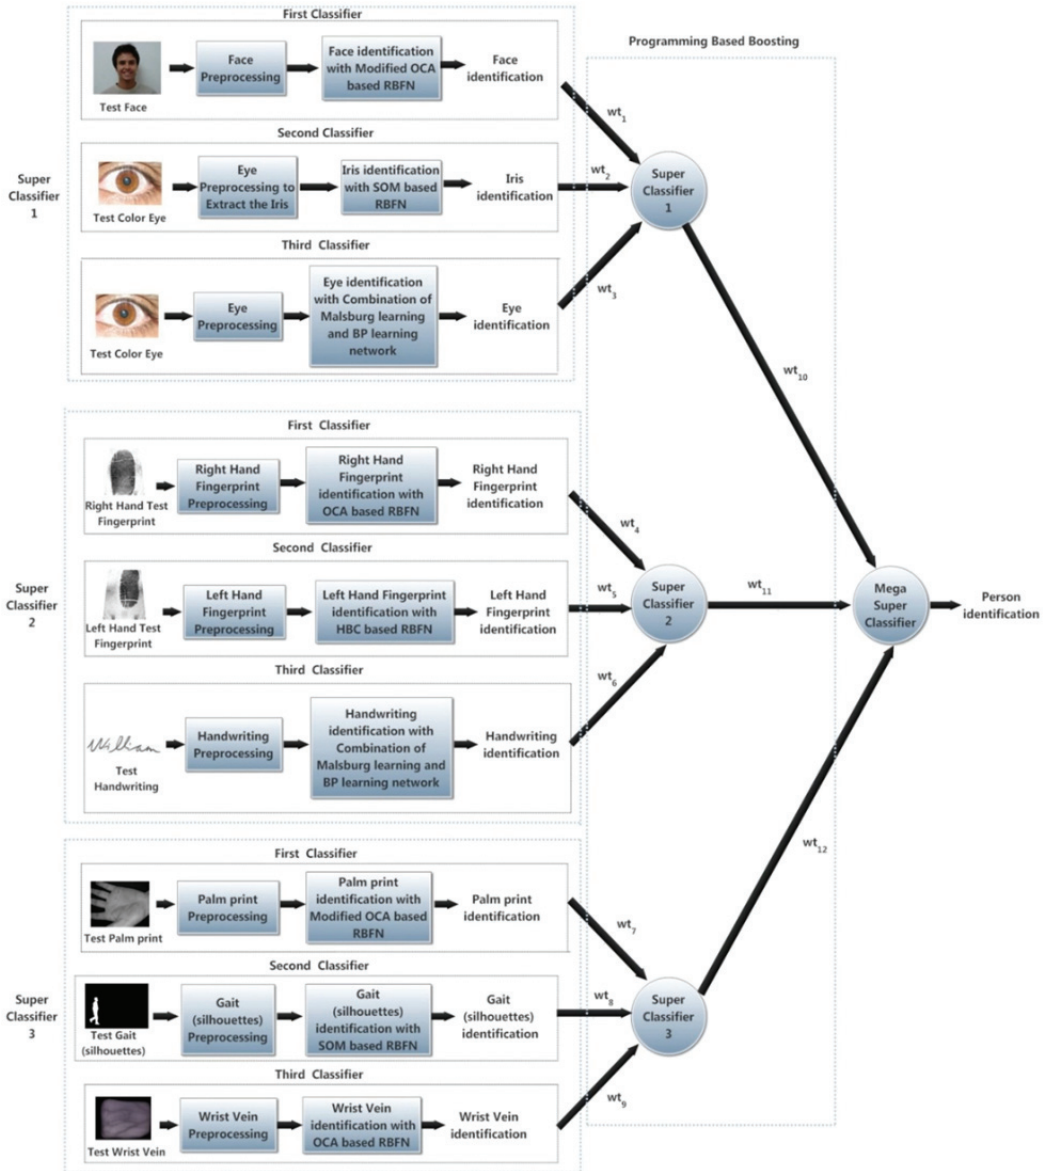 First Classifier
Programming Based Boosting
Test Face
Face
Preprocessing
Face identification
with Modified OCA
based RBFN
Face
identification
wt1
Second Classifier
Super
Classifier
1
Test Color Eye
Eye
Preprocessing to
Extract the Iris
Iris identification
with SOM based
RBFN
Iris
identification
wt2
Super
Classifier
1
Third Classifier
Test Color Eye
Eye
Preprocessing
Eye identification
with Combination of
Malsburg learning
and BP learning
network
Eye
identification
wt3
wt10
First Classifier
Right Hand Test
Fingerprint
Right Hand
Fingerprint
Preprocessing
Right Hand
Fingerprint
identification with
OCA based RBFN
Right Hand
Fingerprint
identification
wt4
Second Classifier
Super
Classifier
2
Left Hand Test
Fingerprint
Left Hand
Fingerprint
Preprocessing
Left Hand Fingerprint
identification with
HBC based RBFN
Left Hand
Fingerprint
identification
wt5
Super
Classifier
2
wt11
Mega
Super
Classifier
Person
identification
Third Classifier
William
Test
Handwriting
Handwriting
Preprocessing
Handwriting
identification with
Combination of
Malsburg learning and
BP learning network
Handwriting
identification
wt6
wt12
First Classifier
Test Palm print
Palm print
Preprocessing
Palm print
identification with
Modified OCA based
RBFN
Palm print
identification
wt7
Second Classifier
Super
Classifier
3
Test Gait
(silhouettes)
Gait
(silhouettes)
Preprocessing
Gait
(silhouettes)
identification with
SOM based RBFN
Gait
(silhouettes)
identification
wt8
Super
Classifier
3
Third Classifier
Test Wrist Vein
Wrist Vein
Preprocessing
Wrist Vein
identification with
OCA based RBFN
Wrist Vein
identification
wt9